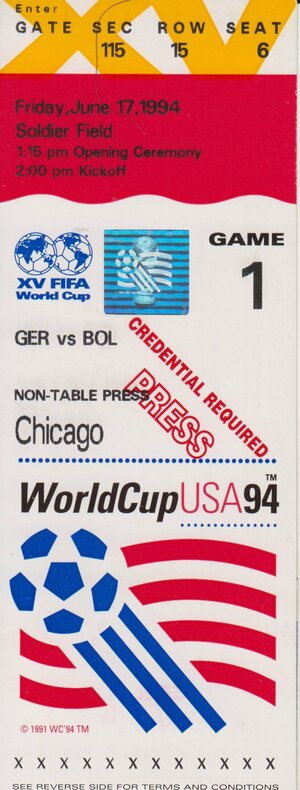 Enter
GATE SEC ROW SEAT
115 15 6
Friday, June 17, 1994
Soldier Field
1:15 pm Opening Ceremony
2:00 pm Kickoff
GAME
1
XV FIFA
World Cup
GER vs BOL
CREDENTIAL REQUIRED
PRESS
NON-TABLE PRESS
Chicago
WorldCupUSA94™
© 1991 WC'94 TM
X X X X X X X X X X X X X
SEE REVERSE SIDE FOR TERMS AND CONDITIONS